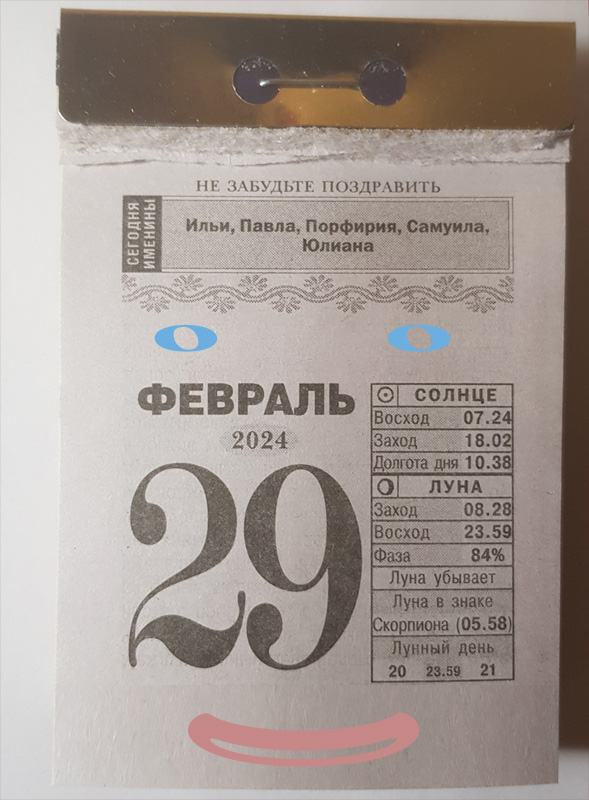 НЕ ЗАБУДЬТЕ ПОЗДРАВИТЬ
СЕГОДНЯ
ИМЕНИНЫ
Ильи, Павла, Порфирия, Самуила,
Юлиана
ФЕВРАЛЬ
2024
29
СОЛНЦЕ
Восход 07.24
Заход 18.02
Долгота дня 10.38
ЛУНА
Заход 08.28
Восход 23.59
Фаза 84%
Луна убывает
Луна в знаке
Скорпиона (05.58)
Лунный день
20 23.59 21